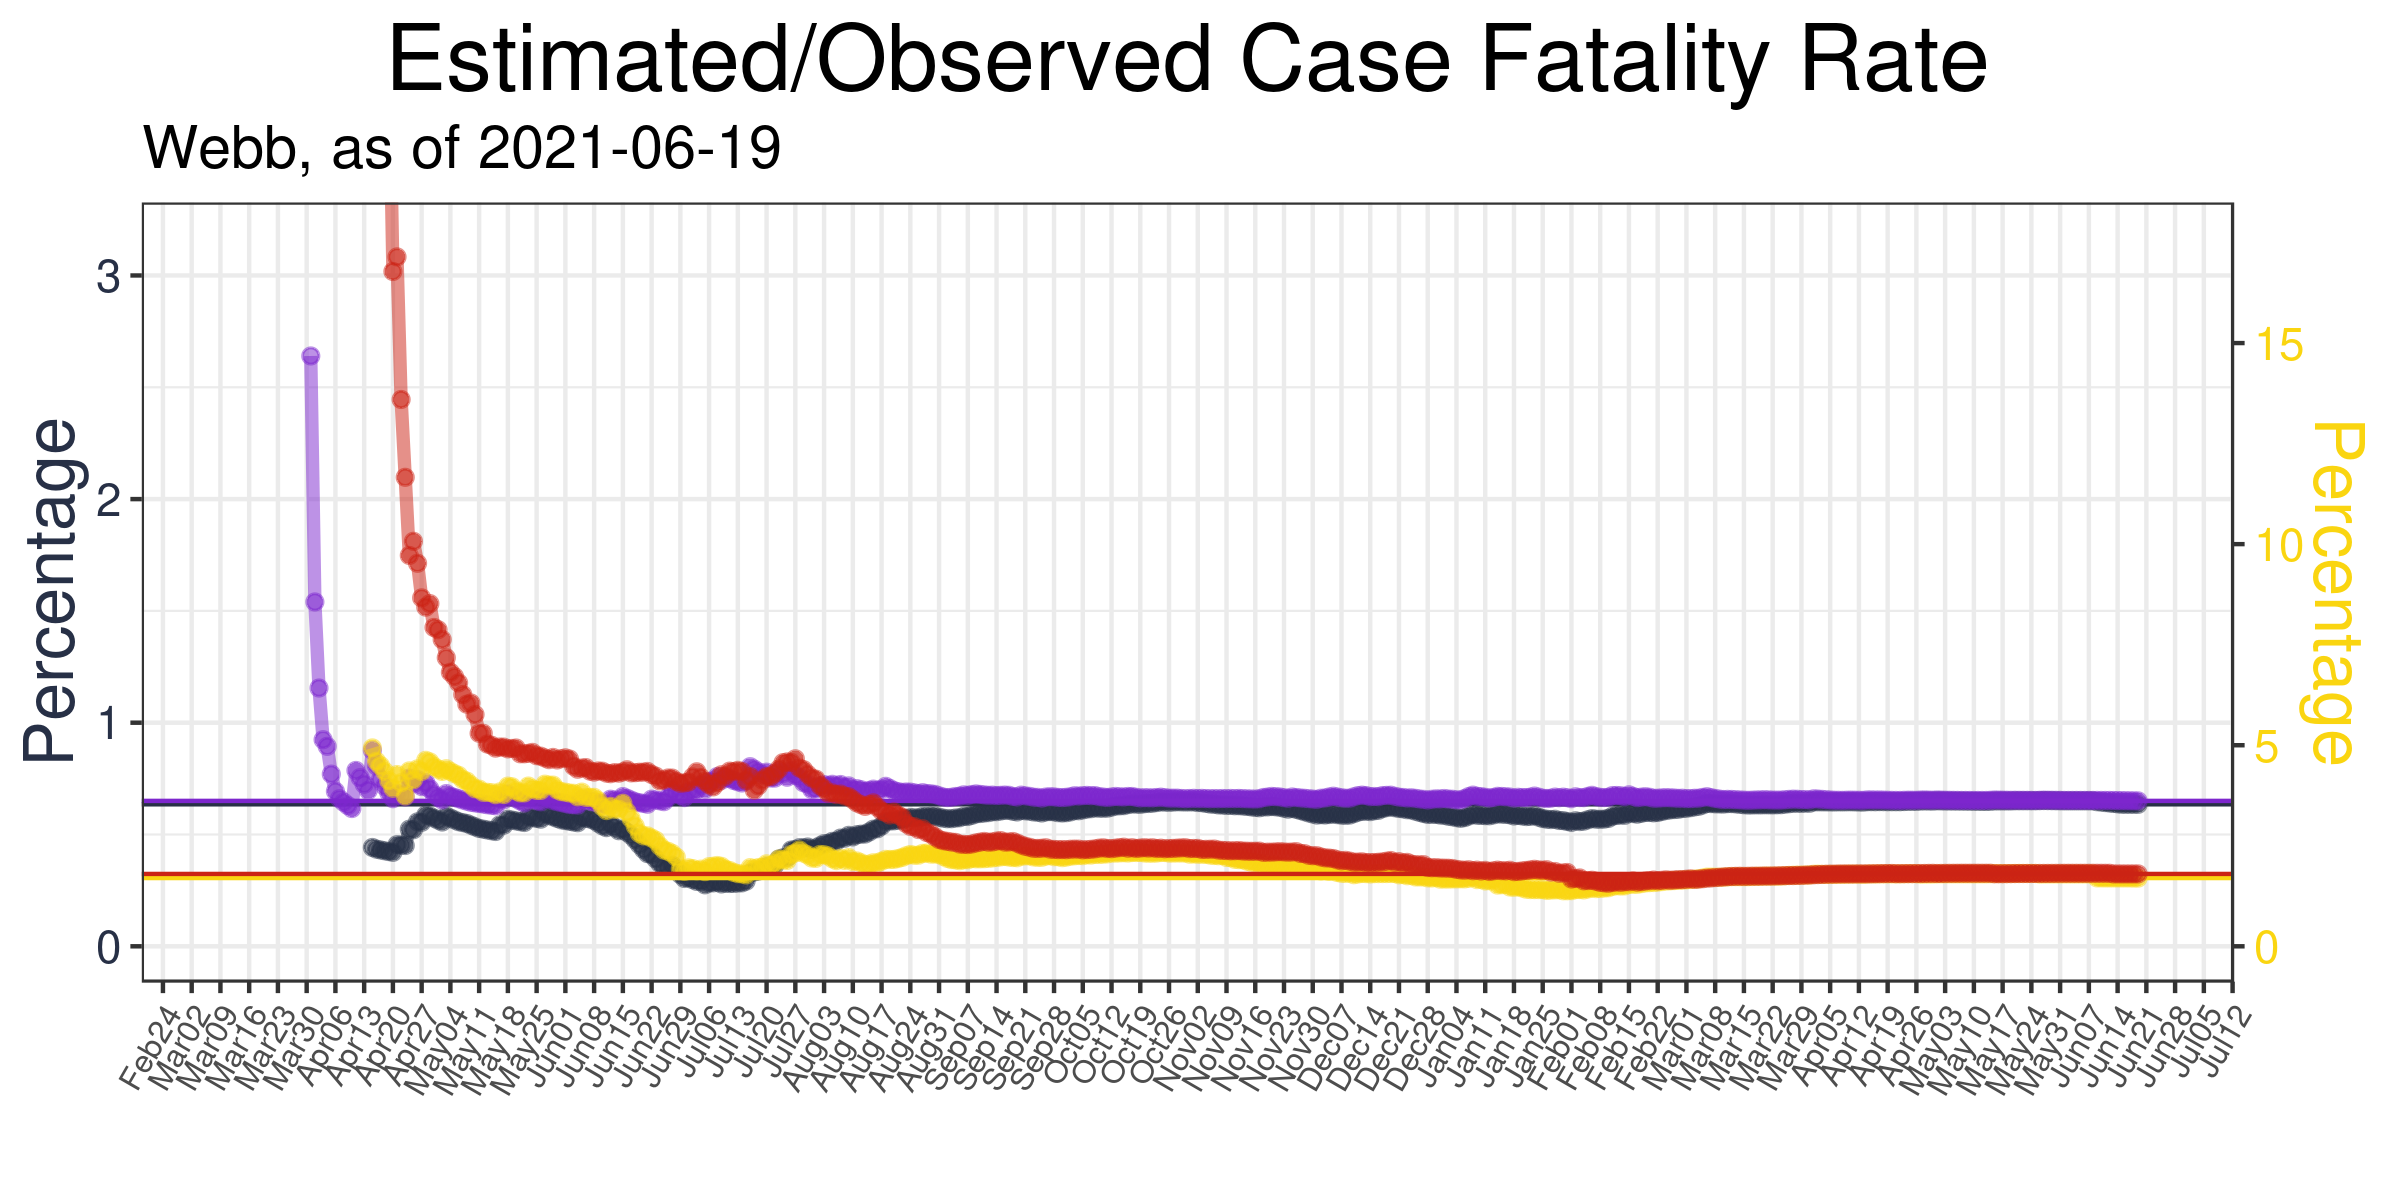 Estimated/Observed Case Fatality Rate
Webb, as of 2021-06-19
Percentage
3
2
1
0
15
10
5
0
Percentage
Feb24
Mar02
Mar09
Mar16
Mar23
Mar30
Apr06
Apr13
Apr20
Apr27
May04
May11
May18
May25
Jun01
Jun08
Jun15
Jun22
Jun29
Jul06
Jul13
Jul20
Jul27
Aug03
Aug10
Aug17
Aug24
Aug31
Sep07
Sep14
Sep21
Sep28
Oct05
Oct12
Oct19
Oct26
Nov02
Nov09
Nov16
Nov23
Nov30
Dec07
Dec14
Dec21
Dec28
Jan04
Jan11
Jan18
Jan25
Feb01
Feb08
Feb15
Feb22
Mar01
Mar08
Mar15
Mar22
Mar29
Apr05
Apr12
Apr19
Apr26
May03
May10
May17
May24
May31
Jun07
Jun14
Jun21
Jun28
Jul05
Jul12